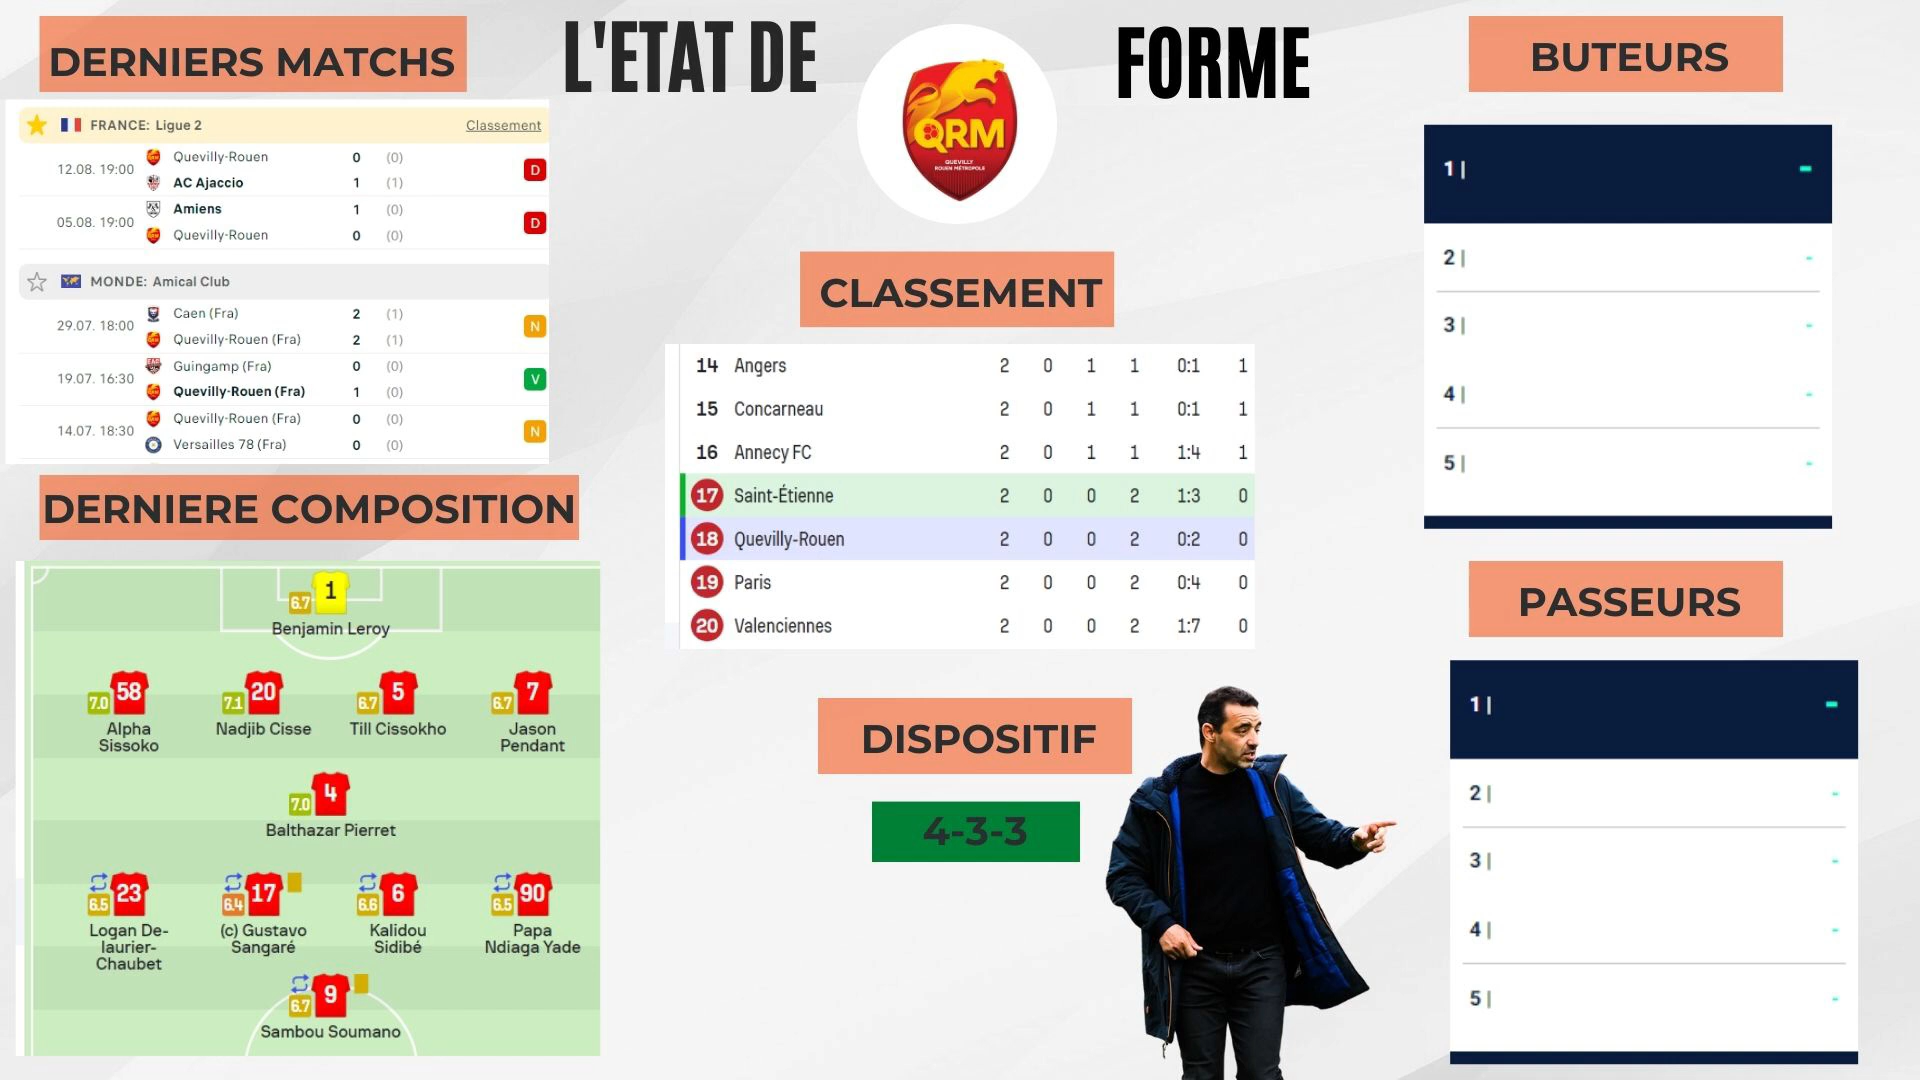 L'ETAT DE
FORME
QRM
QUEVILLY
ROUEN MÉTROPOLE
DERNIERS MATCHS
FRANCE: Ligue 2 Classement
12.08. 19:00
Quevilly-Rouen 0 (0)
AC Ajaccio 1 (1)
D
05.08. 19:00
Amiens 1 (0)
Quevilly-Rouen 0 (0)
D
MONDE: Amical Club
29.07. 18:00
Caen (Fra) 2 (1)
Quevilly-Rouen (Fra) 2 (1)
N
19.07. 16:30
Guingamp (Fra) 0 (0)
Quevilly-Rouen (Fra) 1 (0)
V
14.07. 18:30
Quevilly-Rouen (Fra) 0 (0)
Versailles 78 (Fra) 0 (0)
N
DERNIERE COMPOSITION
1
6.7
Benjamin Leroy
58
7.0
Alpha
Sissoko
20
7.1
Nadjib Cisse
5
6.7
Till Cissokho
7
6.7
Jason
Pendant
4
7.0
Balthazar Pierret
23
6.5
Logan De-
laurier-
Chaubet
17
6.4
(c) Gustavo
Sangaré
6
6.6
Kalidou
Sidibé
90
6.5
Papa
Ndiaga Yade
9
6.7
Sambou Soumano
CLASSEMENT
14 Angers 2 0 1 1 0:1 1
15 Concarneau 2 0 1 1 0:1 1
16 Annecy FC 2 0 1 1 1:4 1
17 Saint-Étienne 2 0 0 2 1:3 0
18 Quevilly-Rouen 2 0 0 2 0:2 0
19 Paris 2 0 0 2 0:4 0
20 Valenciennes 2 0 0 2 1:7 0
DISPOSITIF
4-3-3
BUTEURS
1 | -
2 | -
3 | -
4 | -
5 | -
PASSEURS
1 | -
2 | -
3 | -
4 | -
5 | -